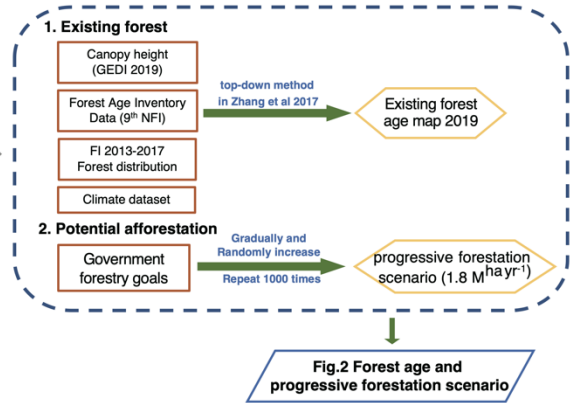 1. Existing forest
Canopy height
(GEDI 2019)
Forest Age Inventory
Data (9th NFI)
FI 2013-2017
Forest distribution
Climate dataset
top-down method
in Zhang et al 2017
Existing forest
age map 2019
2. Potential afforestation
Government
forestry goals
Gradually and
Randomly increase
Repeat 1000 times
progressive forestation
scenario (1.8 Mha yr-1)
Fig.2 Forest age and
progressive forestation scenario